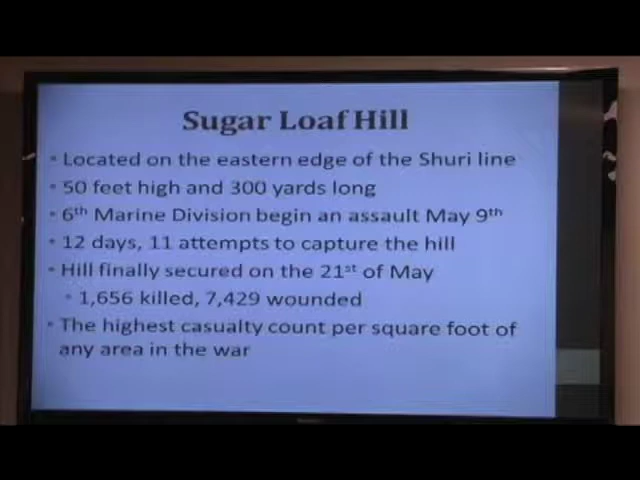 Sugar Loaf Hill
• Located on the eastern edge of the Shuri line
• 50 feet high and 300 yards long
• 6th Marine Division begin an assault May 9th
• 12 days, 11 attempts to capture the hill
• Hill finally secured on the 21st of May
• 1,656 killed, 7,429 wounded
• The highest casualty count per square foot of
any area in the war